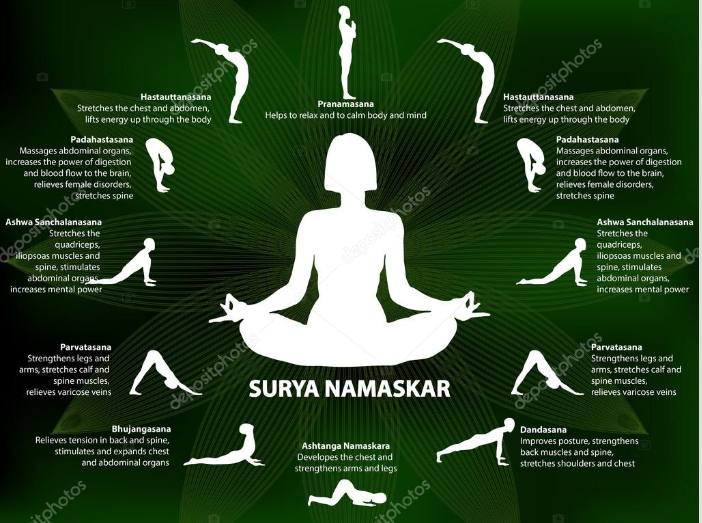 Pranamasana
Helps to relax and to calm body and mind
Hastauttanasana
Stretches the chest and abdomen,
lifts energy up through the body
Padahastasana
Massages abdominal organs,
increases the power of digestion
and blood flow to the brain,
relieves female disorders,
stretches spine
Ashwa Sanchalanasana
Stretches the
quadriceps,
iliopsoas muscles and
spine, stimulates
abdominal organs,
increases mental power
Parvatasana
Strengthens legs and
arms, stretches calf and
spine muscles,
relieves varicose veins
Dandasana
Improves posture, strengthens
back muscles and spine,
stretches shoulders and chest
Ashtanga Namaskara
Developes the chest and
strengthens arms and legs
Bhujangasana
Relieves tension in back and spine,
stimulates and expands chest
and abdominal organs
Parvatasana
Strengthens legs and
arms, stretches calf and
spine muscles,
relieves varicose veins
Ashwa Sanchalanasana
Stretches the
quadriceps,
iliopsoas muscles and
spine, stimulates
abdominal organs,
increases mental power
Padahastasana
Massages abdominal organs,
increases the power of digestion
and blood flow to the brain,
relieves female disorders,
stretches spine
Hastauttanasana
Stretches the chest and abdomen,
lifts energy up through the body
SURYA NAMASKAR
depositphotos
depositphotos
depositphotos
depositphotos
depositphotos
depositphotos
depositphotos
depositphotos